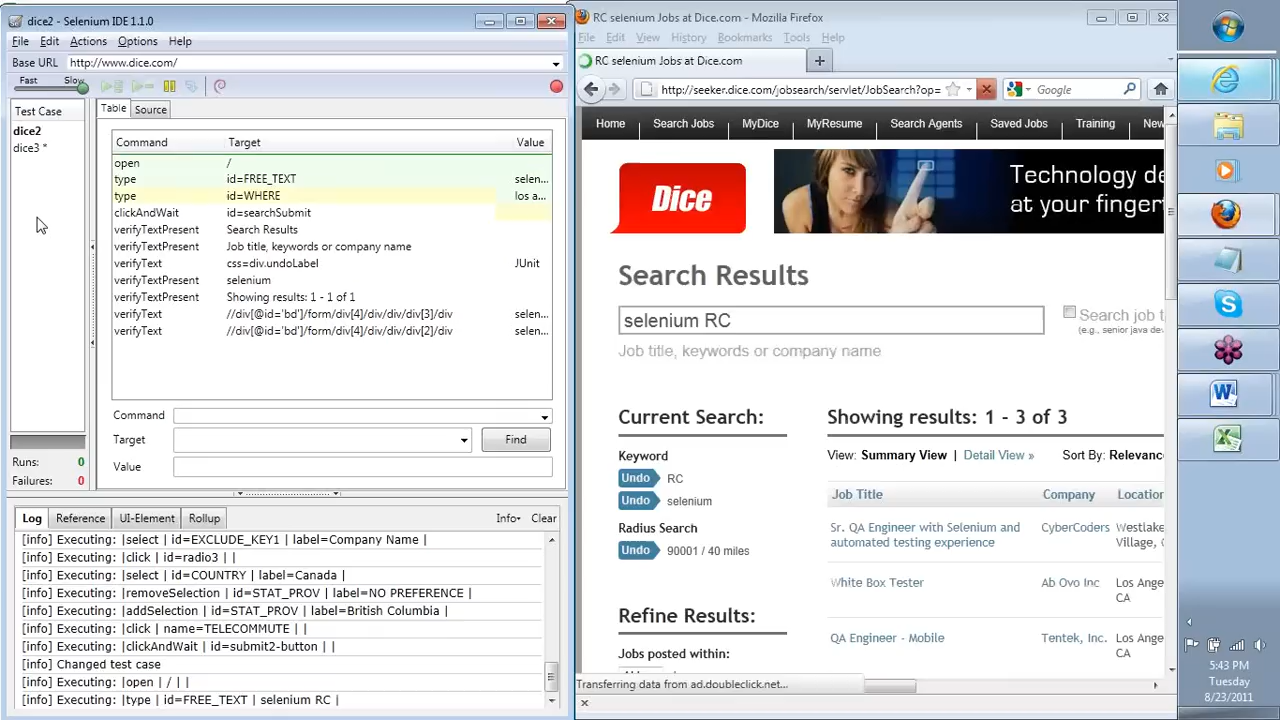 dice2 - Selenium IDE 1.1.0
File Edit Actions Options Help
Base URL http://www.dice.com/
Fast Slow
Test Case
dice2
dice3 *
Table Source
Command Target Value
open /
type id=FREE_TEXT selen...
type id=WHERE los a...
clickAndWait id=searchSubmit
verifyTextPresent Search Results
verifyTextPresent Job title, keywords or company name
verifyText css=div.undoLabel JUnit
verifyTextPresent selenium
verifyTextPresent Showing results: 1 - 1 of 1
verifyText //div[@id='bd']/form/div[4]/div/div/div[3]/div selen...
verifyText //div[@id='bd']/form/div[4]/div/div/div[2]/div selen...
Command
Target Find
Value
Runs: 0
Failures: 0
Log Reference UI-Element Rollup Info Clear
[info] Executing: |select | id=EXCLUDE_KEY1 | label=Company Name |
[info] Executing: |click | id=radio3 | |
[info] Executing: |select | id=COUNTRY | label=Canada |
[info] Executing: |removeSelection | id=STAT_PROV | label=NO PREFERENCE |
[info] Executing: |addSelection | id=STAT_PROV | label=British Columbia |
[info] Executing: |click | name=TELECOMMUTE | |
[info] Executing: |clickAndWait | id=submit2-button | |
[info] Changed test case
[info] Executing: |open | / | |
[info] Executing: |type | id=FREE_TEXT | selenium RC |
RC selenium Jobs at Dice.com - Mozilla Firefox
File Edit View History Bookmarks Tools Help
RC selenium Jobs at Dice.com
http://seeker.dice.com/jobsearch/servlet/JobSearch?op= Google
Home Search Jobs MyDice MyResume Search Agents Saved Jobs Training New
Dice
Technology de
at your finger
Search Results
selenium RC
Search job t
(e.g., senior java de
Job title, keywords or company name
Current Search:
Keyword
Undo RC
Undo selenium
Radius Search
Undo 90001 / 40 miles
Refine Results:
Jobs posted within:
Showing results: 1 - 3 of 3
View: Summary View | Detail View » Sort By: Relevanc
Job Title Company Location
Sr. QA Engineer with Selenium and automated testing experience CyberCoders Westlake Village, C
White Box Tester Ab Ovo Inc Los Ange CA
QA Engineer - Mobile Tentek, Inc. Los Ange CA
Transferring data from ad.doubleclick.net...
5:43 PM
Tuesday
8/23/2011